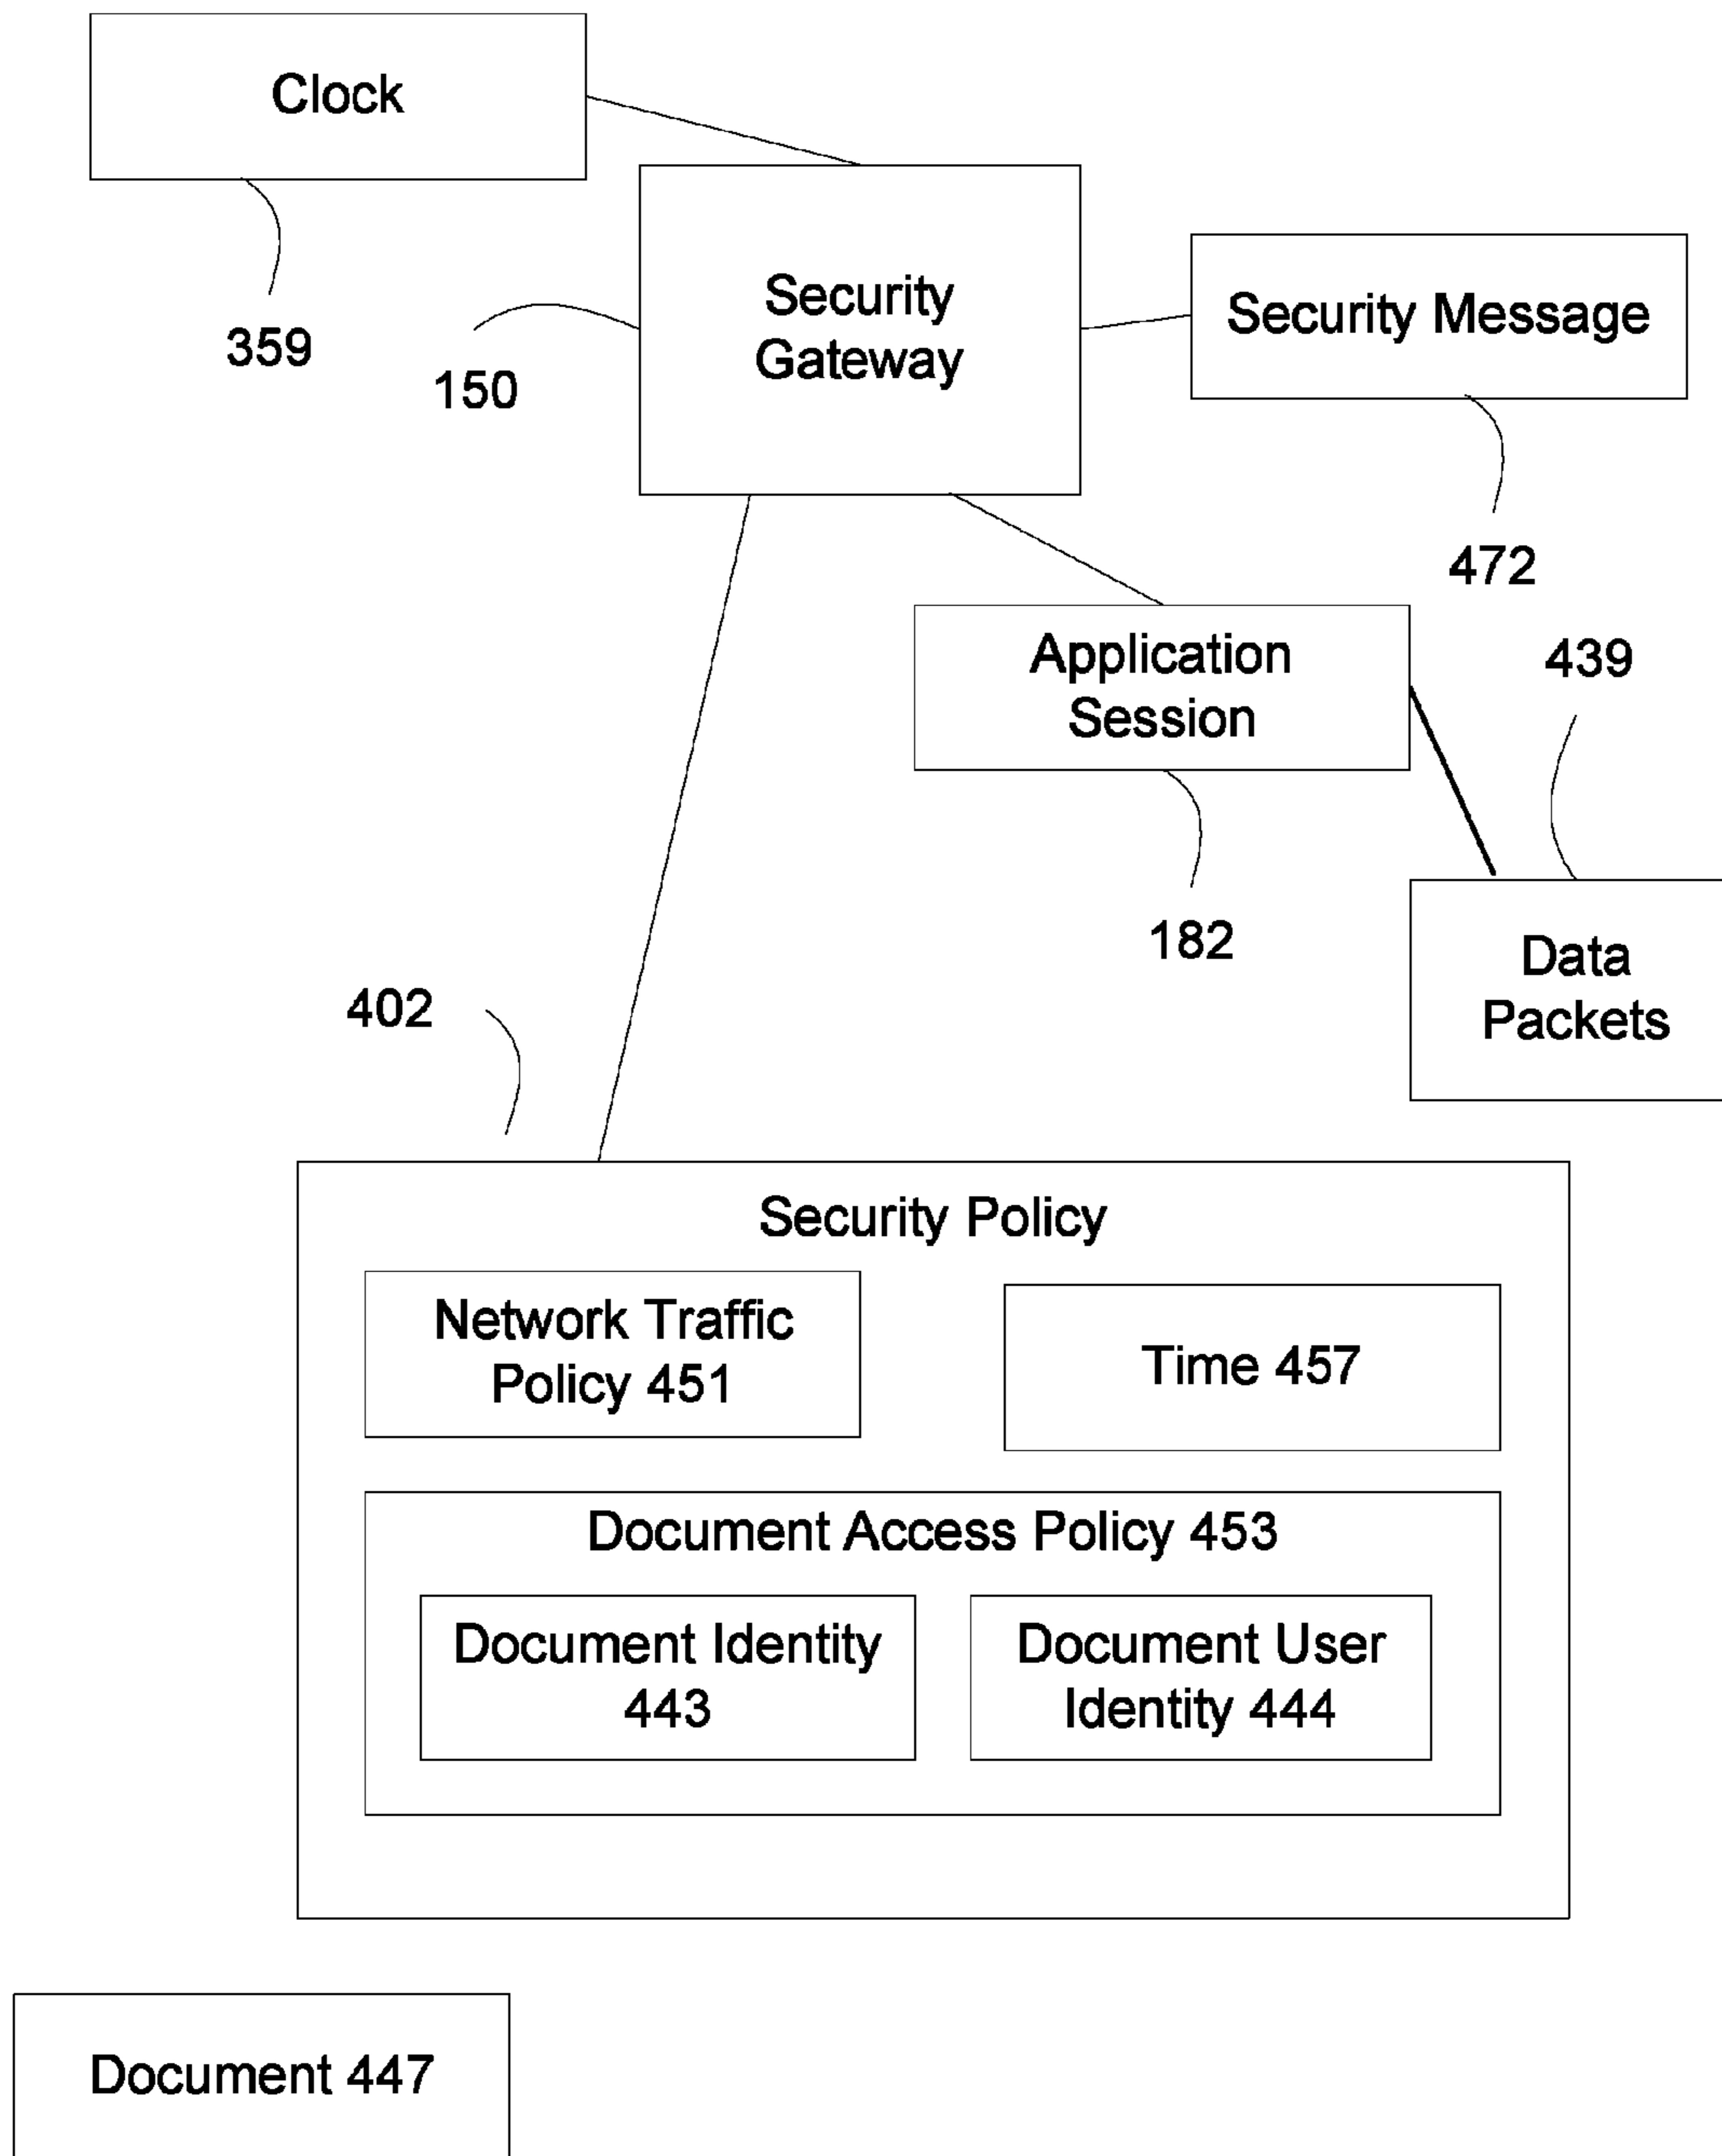 Clock
359
Security
Gateway
150
Security Message
472
Application
Session
182
439
Data
Packets
402
Security Policy
Network Traffic
Policy 451
Time 457
Document Access Policy 453
Document Identity
443
Document User
Identity 444
Document 447